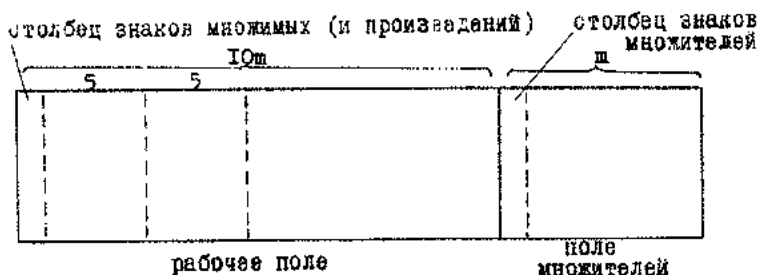 столбец знаков множимых (и произведений)
столбец знаков
множителей
10m
m
5
5
рабочее поле
поле
множителей